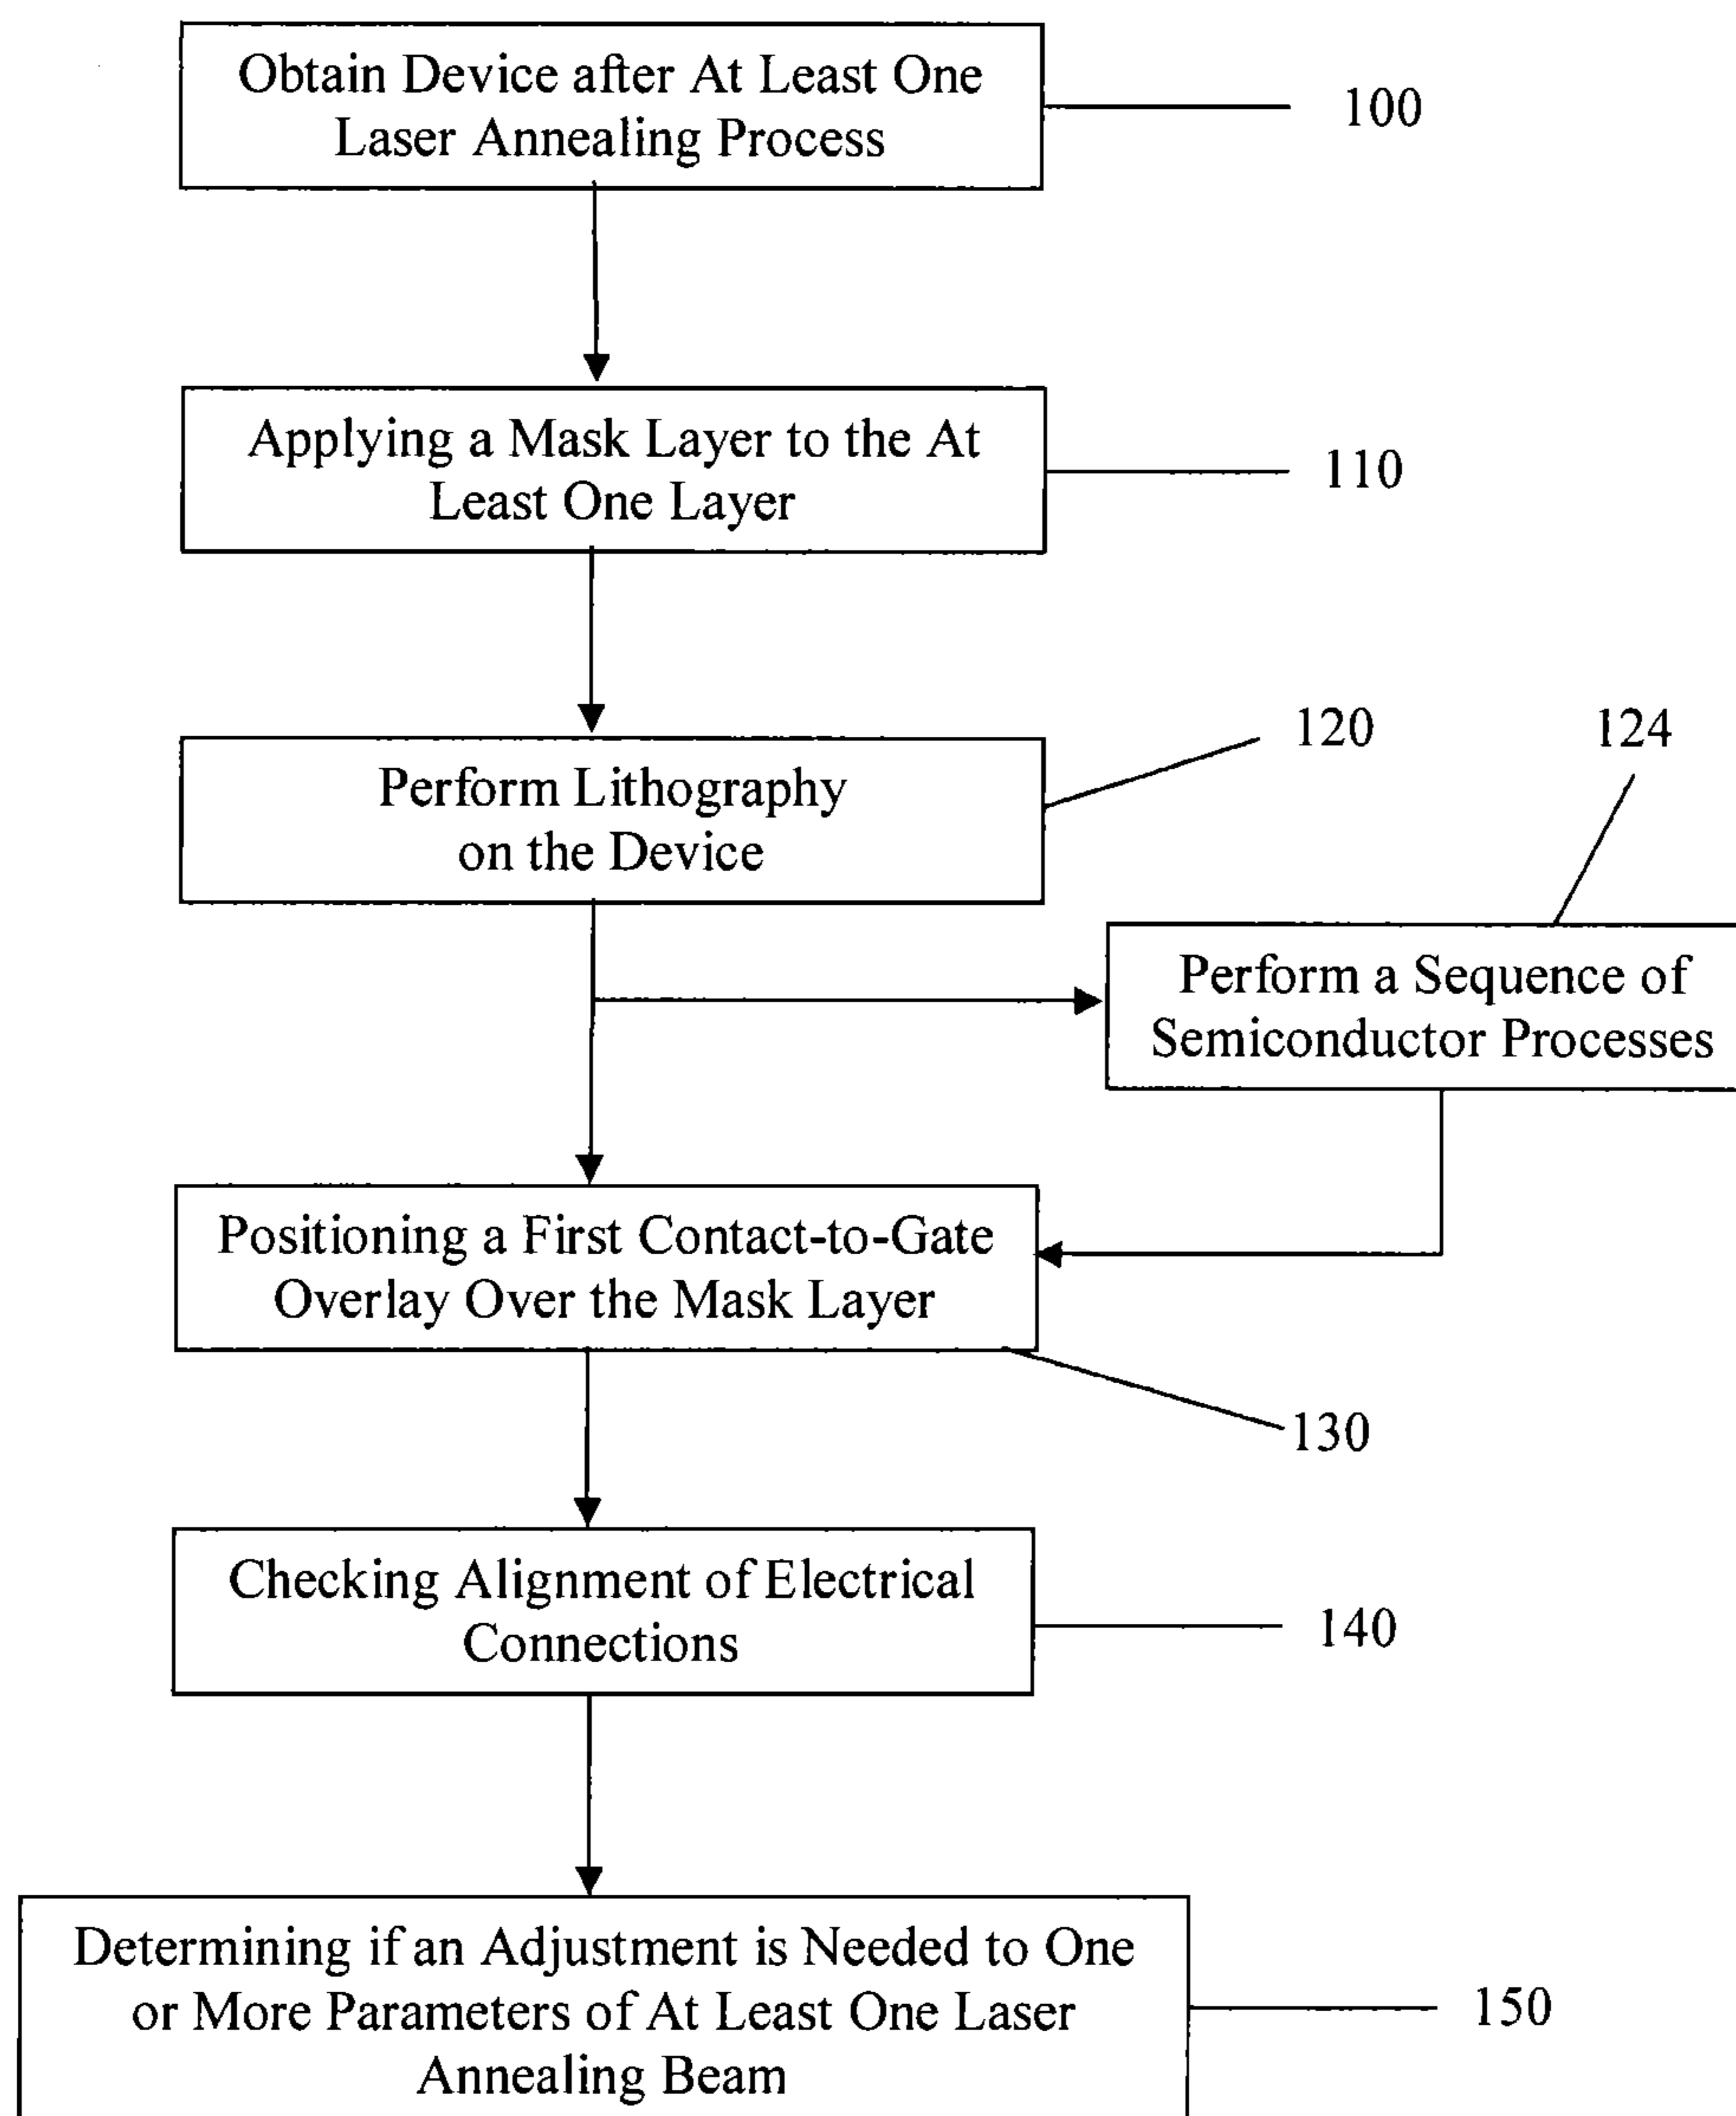 Obtain Device after At Least One
Laser Annealing Process
100
Applying a Mask Layer to the At
Least One Layer
110
Perform Lithography
on the Device
120
124
Perform a Sequence of
Semiconductor Processes
Positioning a First Contact-to-Gate
Overlay Over the Mask Layer
130
Checking Alignment of Electrical
Connections
140
Determining if an Adjustment is Needed to One
or More Parameters of At Least One Laser
Annealing Beam
150